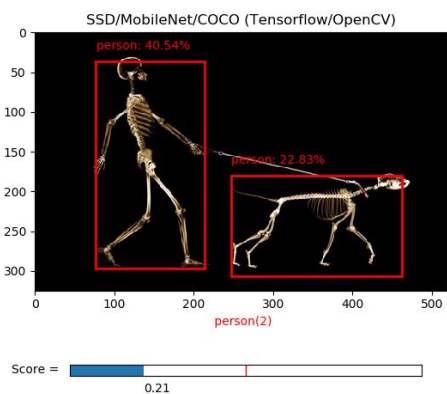 SSD/MobileNet/COCO (Tensorflow/OpenCV)
person: 40.54%
person: 22.83%
0
50
100
150
200
250
300
0 100 200 300 400 500
person(2)
Score =
0.21